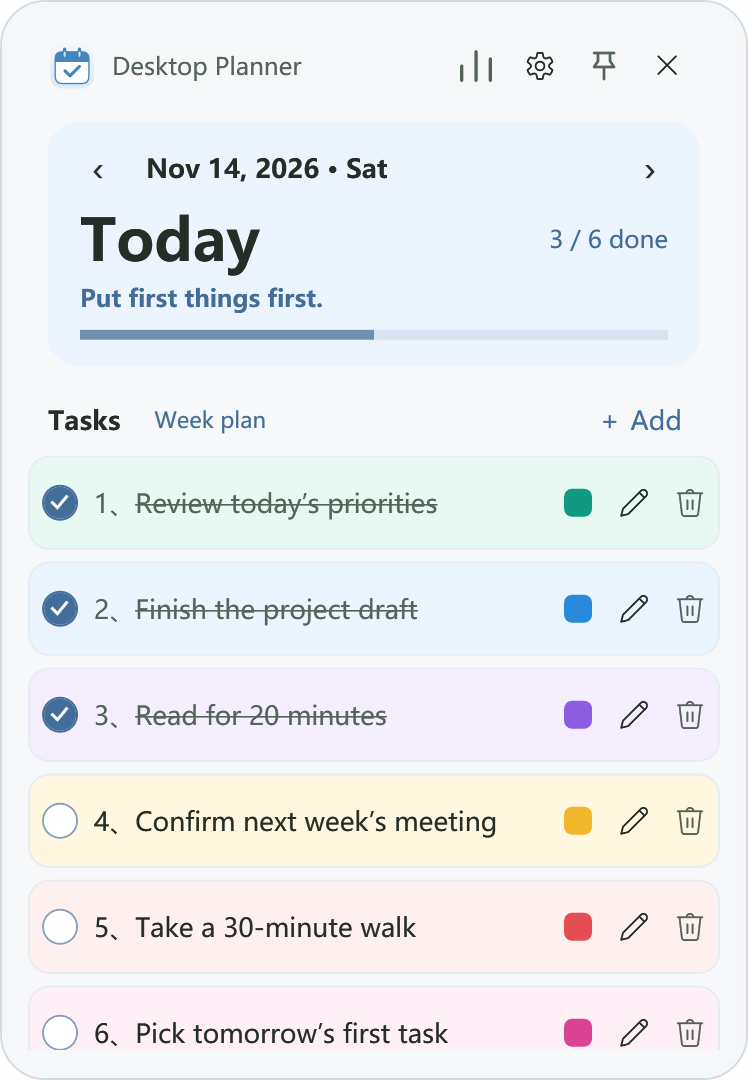 Desktop Planner
‹ Nov 14, 2026 • Sat ›
Today
3 / 6 done
Put first things first.
Tasks Week plan + Add
1、Review today’s priorities
2、Finish the project draft
3、Read for 20 minutes
4、Confirm next week’s meeting
5、Take a 30-minute walk
6、Pick tomorrow’s first task